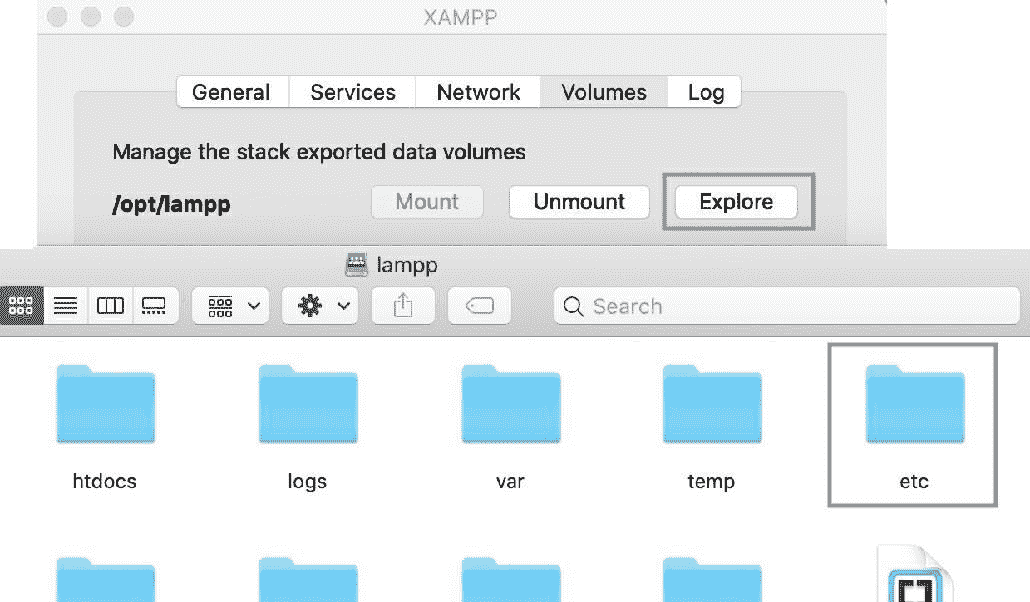 XAMPP
General Services Network Volumes Log
Manage the stack exported data volumes
/opt/lampp Mount Unmount Explore
lampp
Search
htdocs logs var temp etc